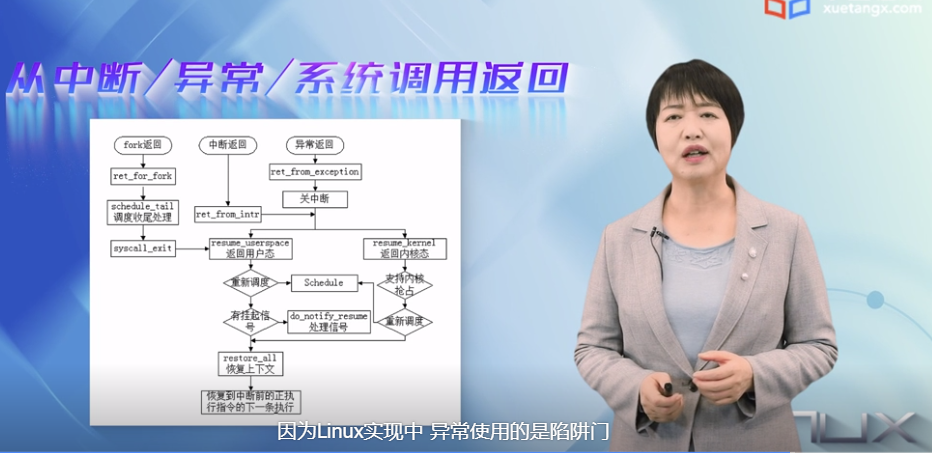 xuetangx.com
从中断/异常/系统调用返回
fork返回
中断返回
异常返回
ret_for_fork
ret_from_exception
关中断
schedule_tail
调度收尾处理
ret_from_intr
syscall_exit
resume_userspace
返回用户态
resume_kernel
返回内核态
重新调度
Schedule
支持内核
抢占
有挂起信
号
do_notify_resume
处理信号
重新调度
restore_all
恢复上下文
恢复到中断前的正执
行指令的下一条执行
因为Linux实现中 异常使用的是陷阱门